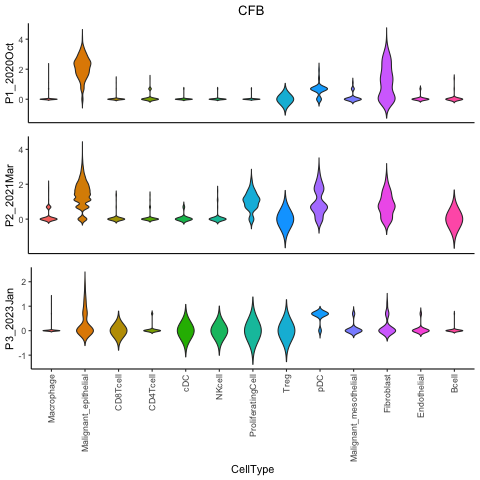 CFB
P1_2020Oct
4
2
0
P2_2021Mar
4
2
0
P3_2023Jan
2
1
0
-1
Macrophage
Malignant_epithelial
CD8Tcell
CD4Tcell
cDC
NKcell
ProliferatingCell
Treg
pDC
Malignant_mesothelial
Fibroblast
Endothelial
Bcell
CellType